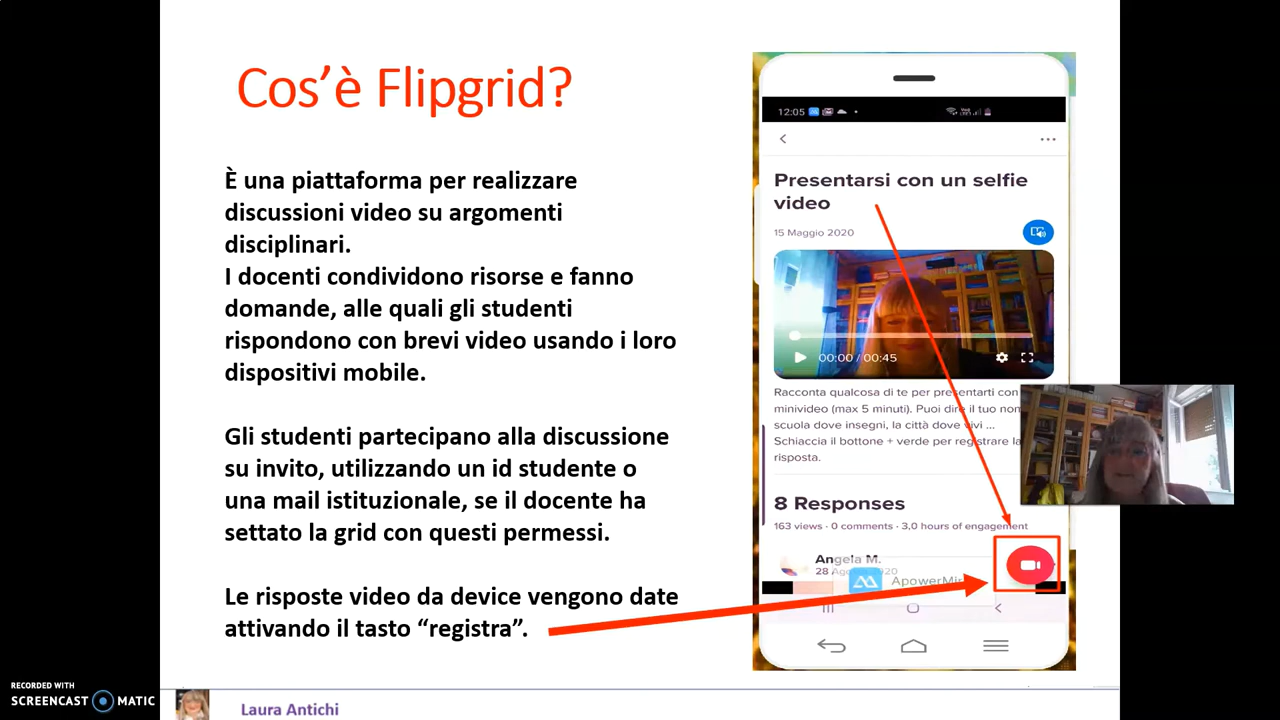 Cos’è Flipgrid?
È una piattaforma per realizzare
discussioni video su argomenti
disciplinari.
I docenti condividono risorse e fanno
domande, alle quali gli studenti
rispondono con brevi video usando i loro
dispositivi mobile.
Gli studenti partecipano alla discussione
su invito, utilizzando un id studente o
una mail istituzionale, se il docente ha
settato la grid con questi permessi.
Le risposte video da device vengono date
attivando il tasto “registra”.
12:05
Presentarsi con un selfie
video
15 Maggio 2020
00:00 / 00:45
Racconta qualcosa di te per presentarti con
minivideo (max 5 minuti). Puoi dire il tuo non
scuola dove insegni, la città dove vivi ...
Schiaccia il bottone + verde per registrare la
risposta.
8 Responses
163 views · 0 comments · 3,0 hours of engagement
Angela M.
ApowerMir
RECORDED WITH
SCREENCAST MATIC
Laura Antichi